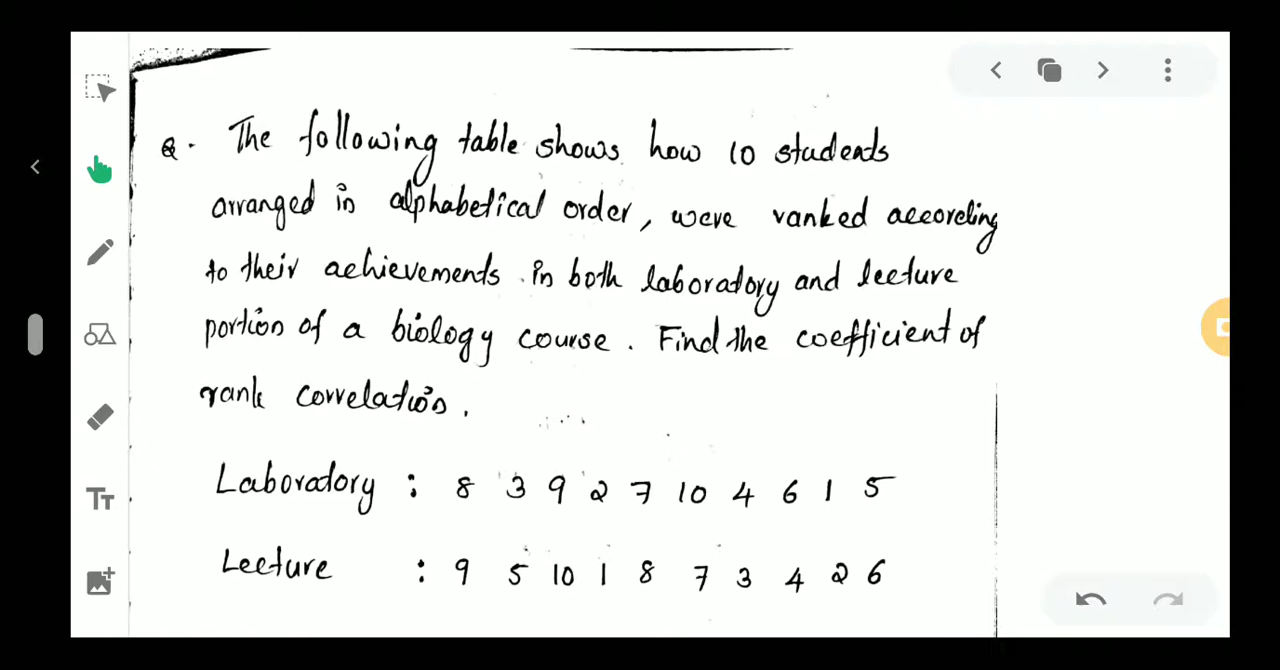 Q. The following table shows how 10 students
arranged in alphabetical order, were ranked according
to their achievements in both laboratory and lecture
portion of a biology course. Find the coefficient of
rank correlation.
Laboratory : 8 3 9 2 7 10 4 6 1 5
Lecture : 9 5 10 1 8 7 3 4 2 6
TT